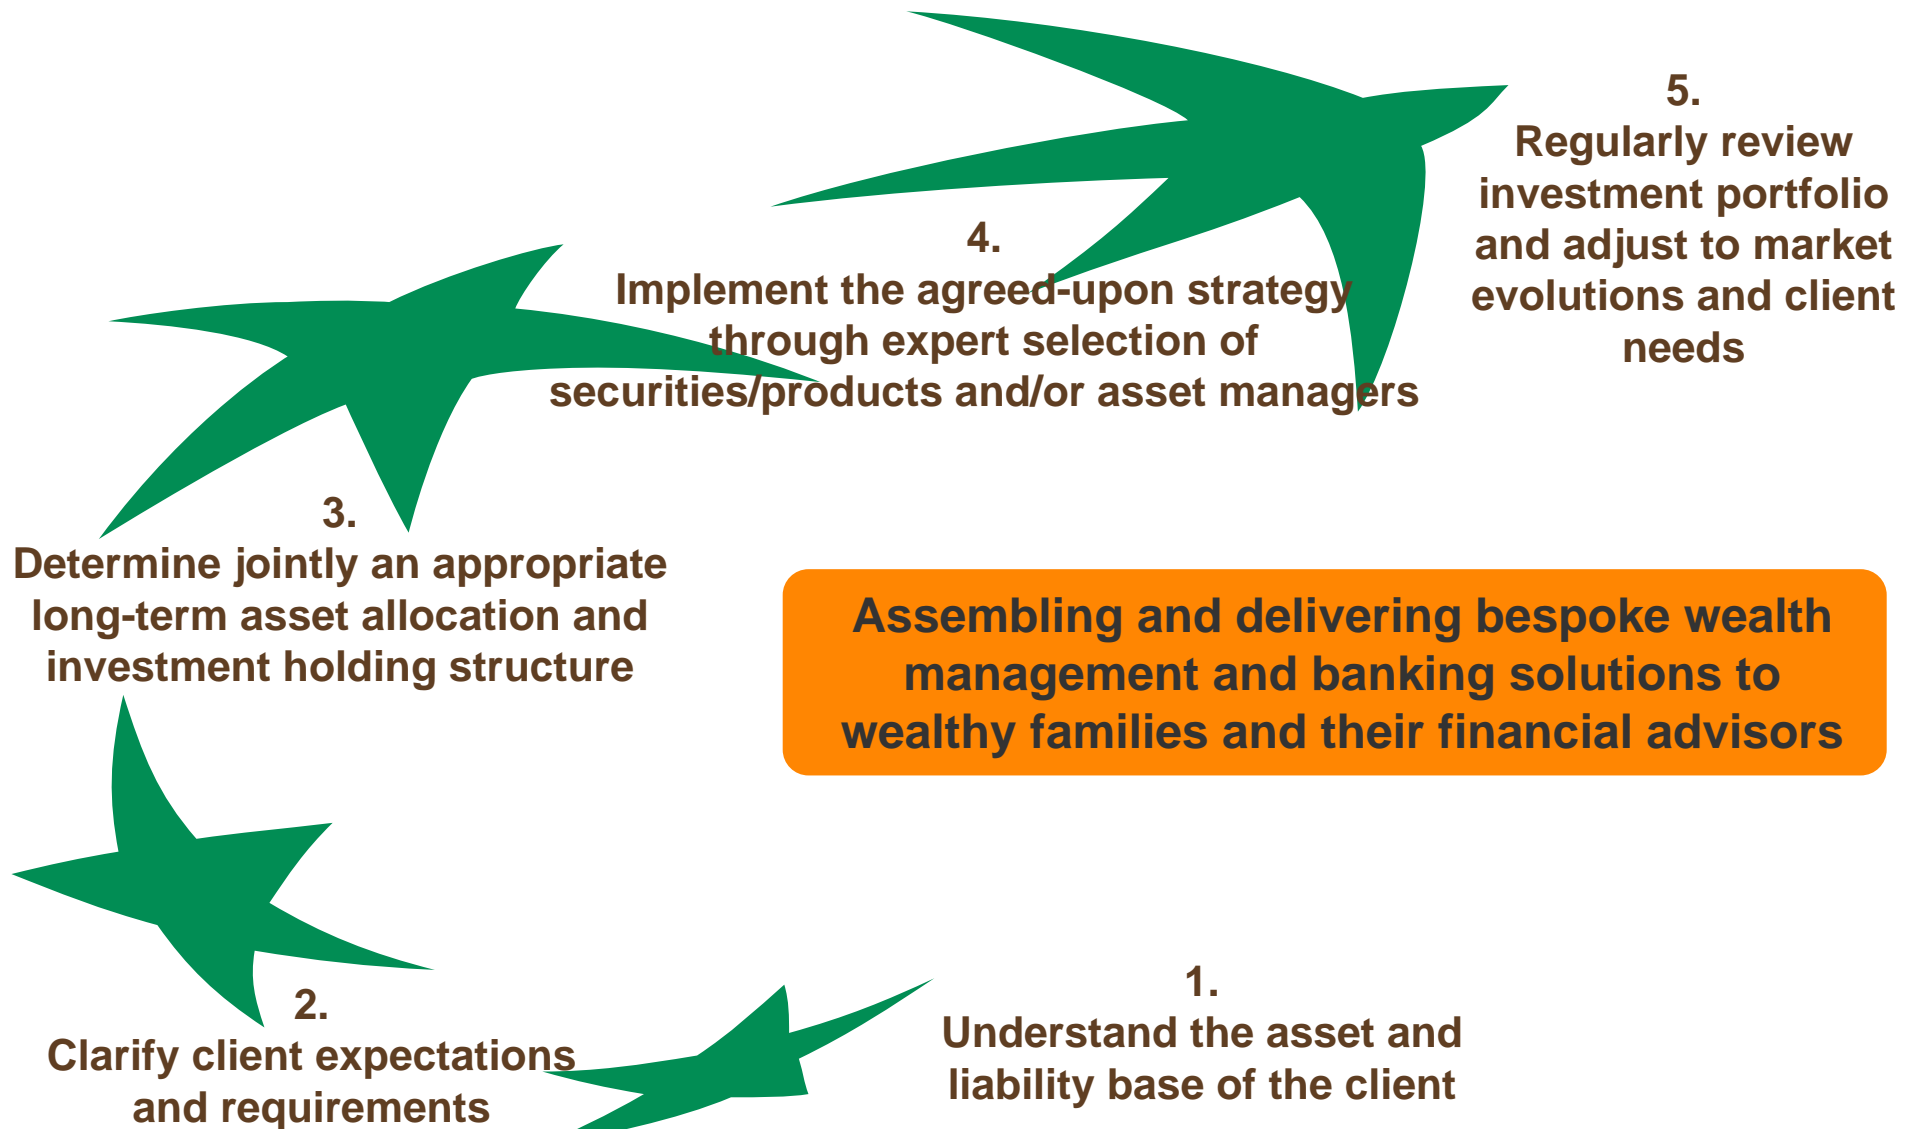 5.
Regularly review
investment portfolio
and adjust to market
evolutions and client
needs
4.
Implement the agreed-upon strategy
through expert selection of
securities/products and/or asset managers
3.
Determine jointly an appropriate
long-term asset allocation and
investment holding structure
Assembling and delivering bespoke wealth
management and banking solutions to
wealthy families and their financial advisors
2.
Clarify client expectations
and requirements
1.
Understand the asset and
liability base of the client